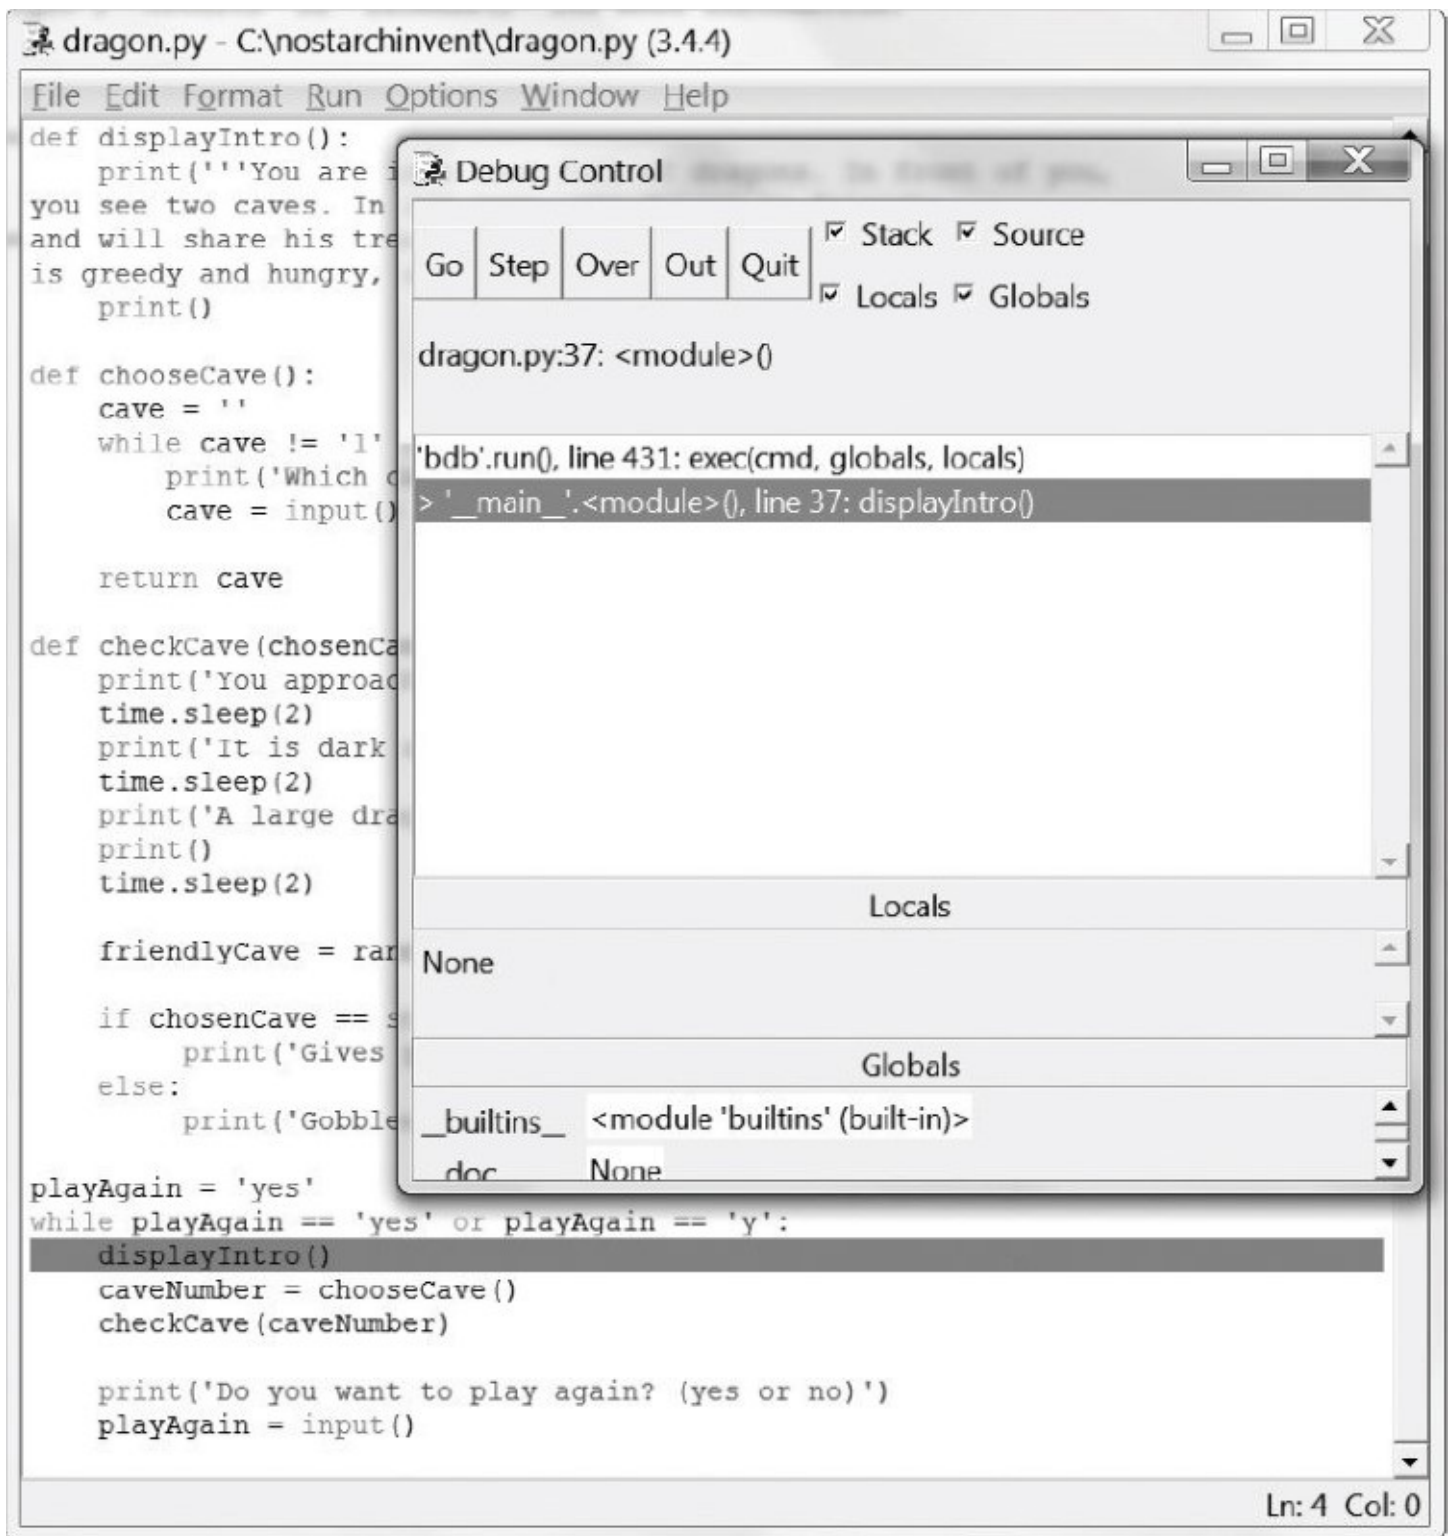 dragon.py - C:\nostarchinvent\dragon.py (3.4.4)
File Edit Format Run Options Window Help
def displayIntro():
    print('''You are i dragons. In front of you,
you see two caves. In
and will share his tre
is greedy and hungry,
    print()
def chooseCave():
    cave = ''
    while cave != '1'
        print('Which c
        cave = input()
    return cave
def checkCave(chosenCa
    print('You approac
    time.sleep(2)
    print('It is dark
    time.sleep(2)
    print('A large dra
    print()
    time.sleep(2)
    friendlyCave = ran
    if chosenCave == s
        print('Gives
    else:
        print('Gobble
playAgain = 'yes'
while playAgain == 'yes' or playAgain == 'y':
    displayIntro()
    caveNumber = chooseCave()
    checkCave(caveNumber)
    print('Do you want to play again? (yes or no)')
    playAgain = input()
Ln: 4 Col: 0
Debug Control
Go Step Over Out Quit
Stack Source
Locals Globals
dragon.py:37: <module>()
'bdb'.run(), line 431: exec(cmd, globals, locals)
> '__main__'.<module>(), line 37: displayIntro()
Locals
None
Globals
__builtins__ <module 'builtins' (built-in)>
__doc__ None